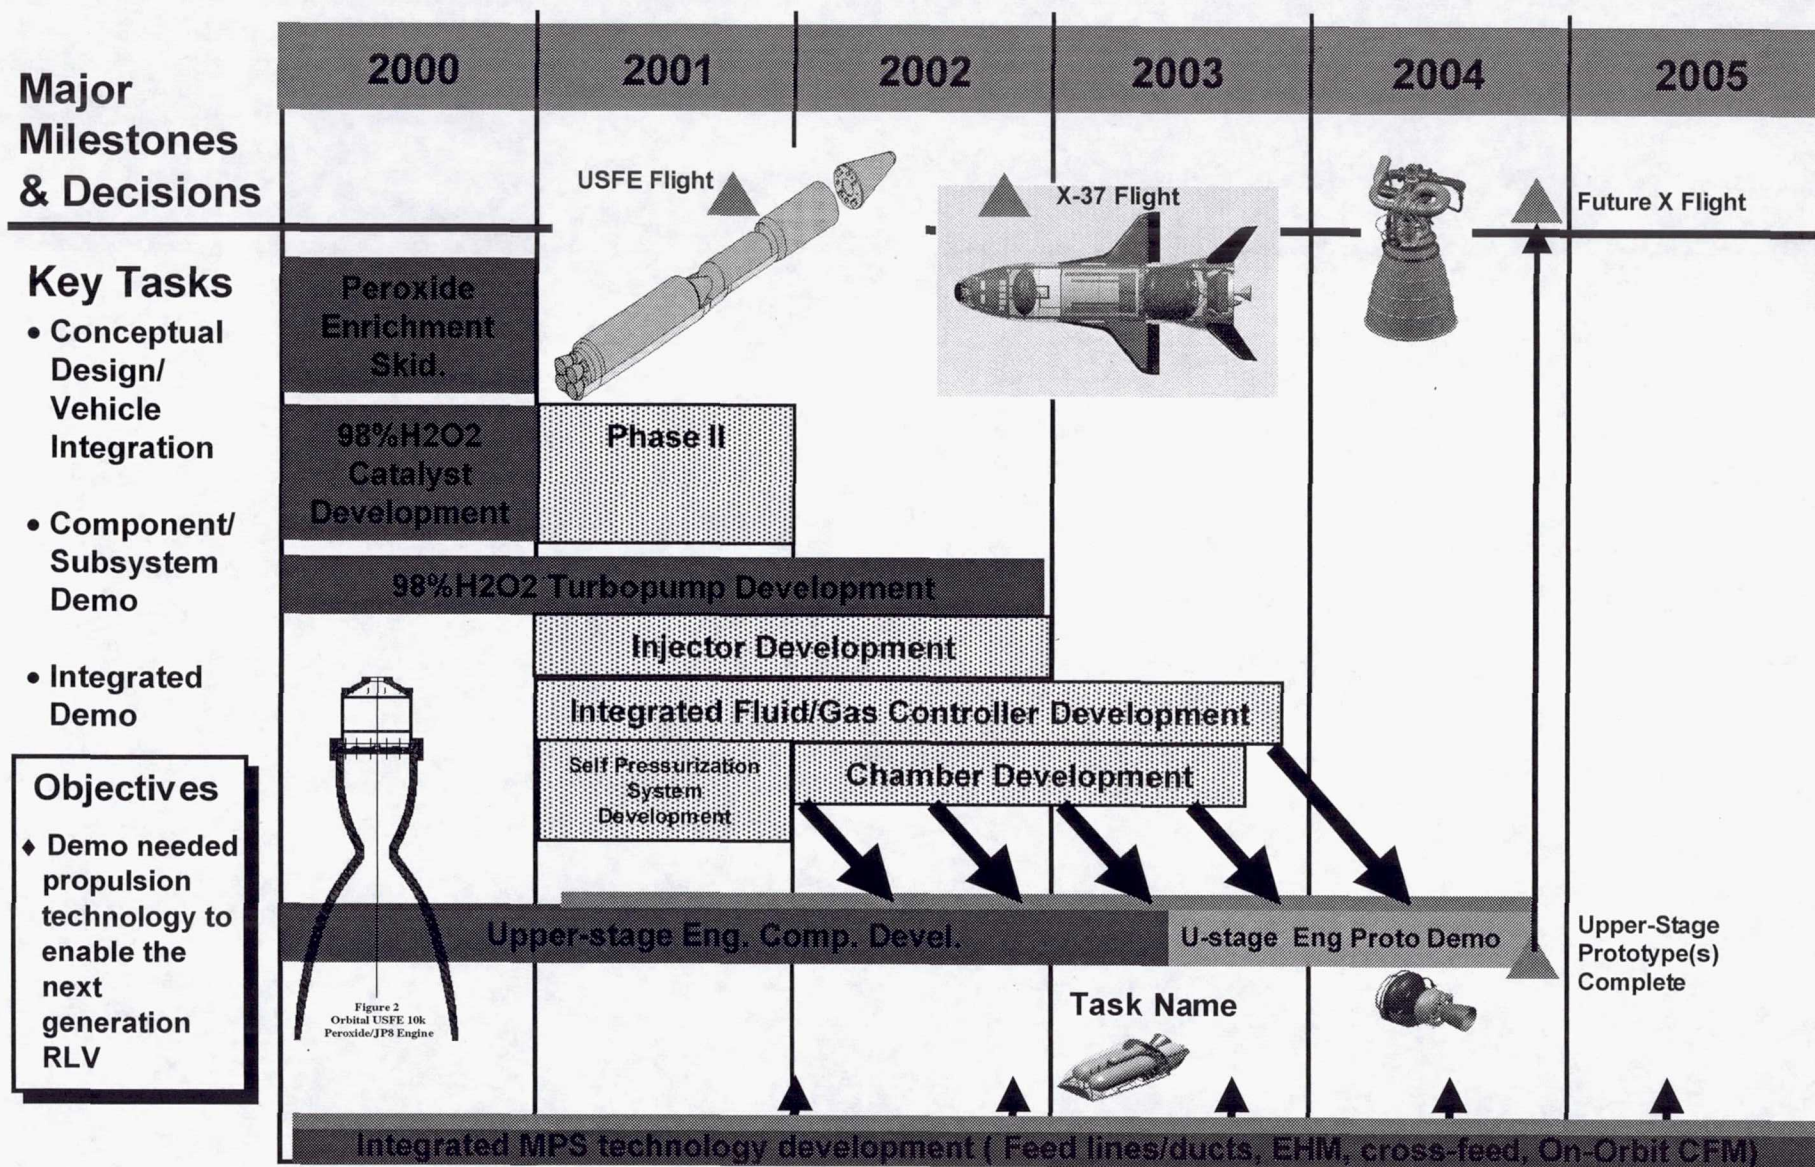 2000
2001
2002
2003
2004
2005
Major
Milestones
& Decisions
USFE Flight
X-37 Flight
Future X Flight
Key Tasks
• Conceptual
Design/
Vehicle
Integration
• Component/
Subsystem
Demo
• Integrated
Demo
Objectives
♦ Demo needed
propulsion
technology to
enable the
next
generation
RLV
Peroxide
Enrichment
Skid.
98%H2O2
Catalyst
Development
Phase II
98%H2O2 Turbopump Development
Injector Development
Integrated Fluid/Gas Controller Development
Self Pressurization
System
Development
Chamber Development
Upper-stage Eng. Comp. Devel.
U-stage Eng Proto Demo
Upper-Stage
Prototype(s)
Complete
Figure 2
Orbital USFE 10k
Peroxide/JP8 Engine
Task Name
Integrated MPS technology development ( Feed lines/ducts, EHM, cross-feed, On-Orbit CFM)